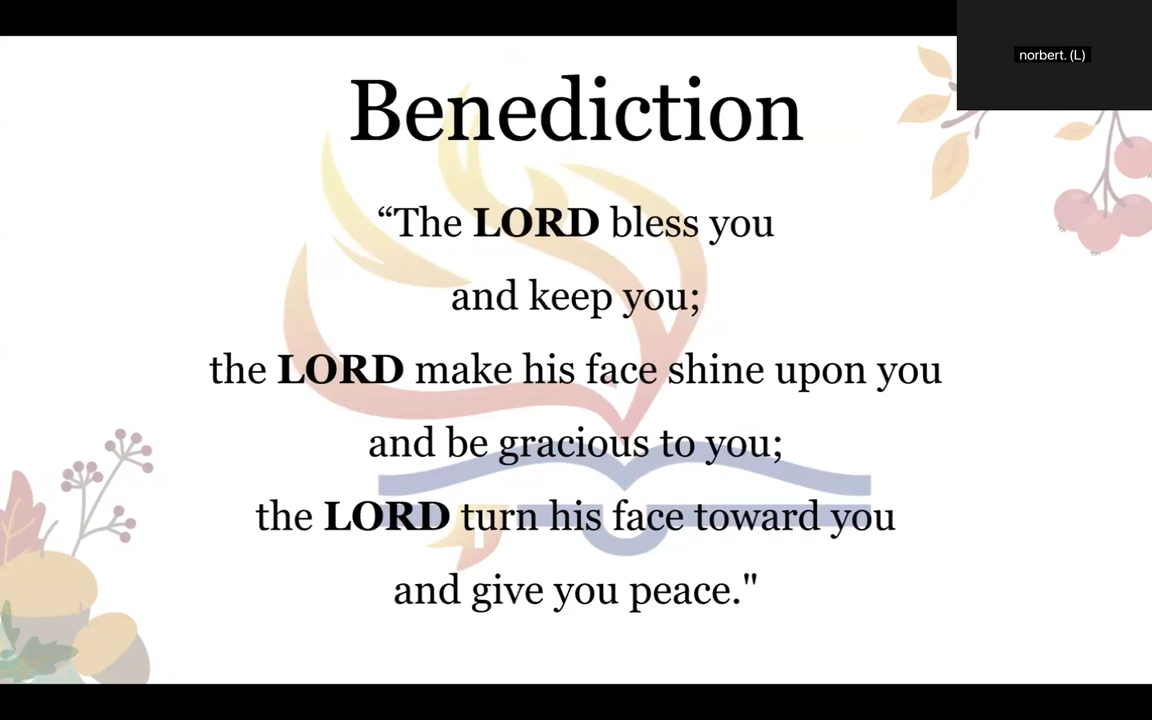 norbert. (L)
Benediction
“The LORD bless you
and keep you;
the LORD make his face shine upon you
and be gracious to you;
the LORD turn his face toward you
and give you peace."